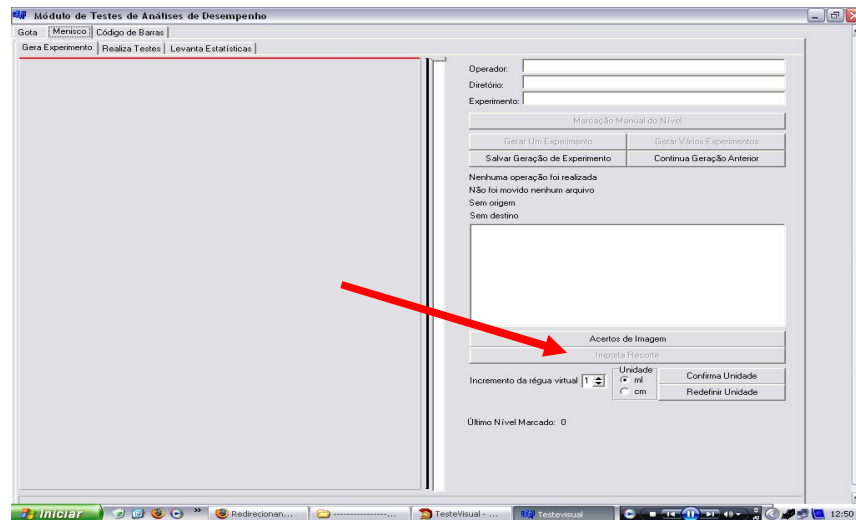 Módulo de Testes de Análises de Desempenho
Gota Menisco Código de Barras
Gera Experimento Realiza Testes Levanta Estatísticas
Operador:
Diretório:
Experimento:
Marcação Manual do Nível
Gerar Um Experimento Gerar Vários Experimentos
Salvar Geração de Experimento Continua Geração Anterior
Nenhuma operação foi realizada
Não foi movido nenhum arquivo
Sem origem
Sem destino
Acertos de Imagem
Importa Recorte
Incremento da régua virtual 1 Unidade ml cm Confirma Unidade
Redefinir Unidade
Último Nível Marcado: 0
Iniciar » Redirecionan... ----------------... TesteVisual - ... Testevisual 12:50